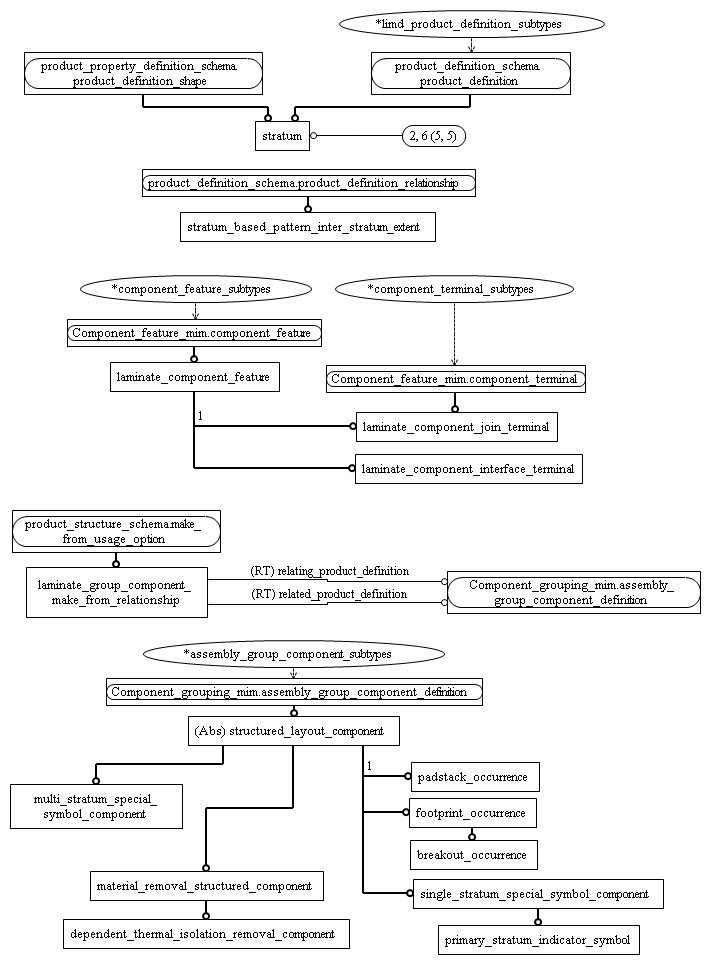 *limd_product_definition_subtypes
product_property_definition_schema.
product_definition_shape
product_definition_schema.
product_definition
stratum
2, 6 (5, 5)
product_definition_schema.product_definition_relationship
stratum_based_pattern_inter_stratum_extent
*component_feature_subtypes
*component_terminal_subtypes
Component_feature_mim.component_feature
laminate_component_feature
Component_feature_mim.component_terminal
1
laminate_component_join_terminal
laminate_component_interface_terminal
product_structure_schema.make_
from_usage_option
laminate_group_component_
make_from_relationship
(RT) relating_product_definition
(RT) related_product_definition
Component_grouping_mim.assembly_
group_component_definition
*assembly_group_component_subtypes
Component_grouping_mim.assembly_group_component_definition
(Abs) structured_layout_component
1
padstack_occurrence
multi_stratum_special_
symbol_component
footprint_occurrence
breakout_occurrence
material_removal_structured_component
single_stratum_special_symbol_component
dependent_thermal_isolation_removal_component
primary_stratum_indicator_symbol